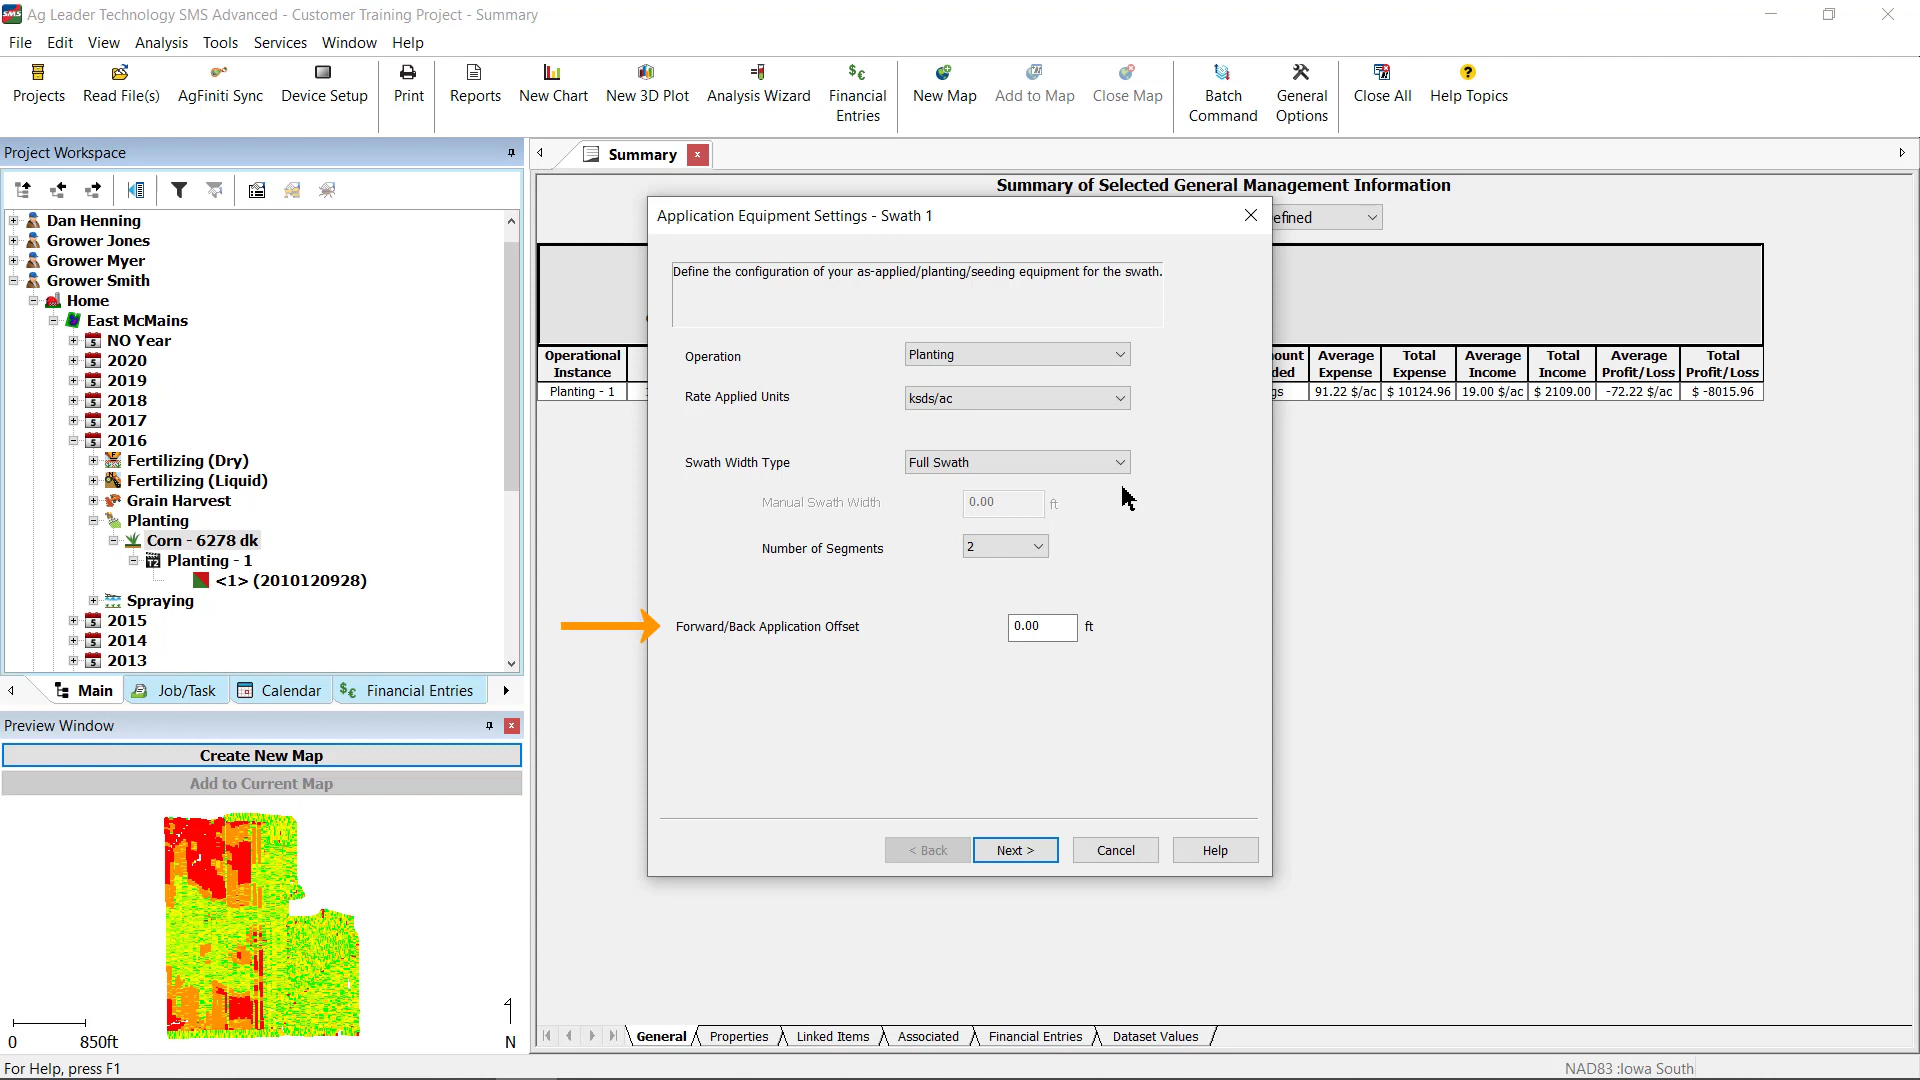 Ag Leader Technology SMS Advanced - Customer Training Project - Summary
File Edit View Analysis Tools Services Window Help
Projects Read File(s) AgFiniti Sync Device Setup Print Reports New Chart New 3D Plot Analysis Wizard Financial Entries New Map Add to Map Close Map Batch Command General Options Close All Help Topics
Project Workspace
Summary
Summary of Selected General Management Information
efined
Dan Henning
Grower Jones
Grower Myer
Grower Smith
Home
East McMains
NO Year
2020
2019
2018
2017
2016
Fertilizing (Dry)
Fertilizing (Liquid)
Grain Harvest
Planting
Corn - 6278 dk
Planting - 1
<1> (2010120928)
Spraying
2015
2014
2013
Main Job/Task Calendar Financial Entries
Preview Window
Create New Map
Add to Current Map
0 850ft
N
Operational Instance ount ded Average Expense Total Expense Average Income Total Income Average Profit/Loss Total Profit/Loss
Planting - 1 gs 91.22 $/ac $ 10124.96 19.00 $/ac $ 2109.00 -72.22 $/ac $ -8015.96
Application Equipment Settings - Swath 1
Define the configuration of your as-applied/planting/seeding equipment for the swath.
Operation Planting
Rate Applied Units ksds/ac
Swath Width Type Full Swath
Manual Swath Width 0.00 ft
Number of Segments 2
Forward/Back Application Offset 0.00 ft
< Back Next > Cancel Help
General Properties Linked Items Associated Financial Entries Dataset Values
For Help, press F1
NAD83 :Iowa South